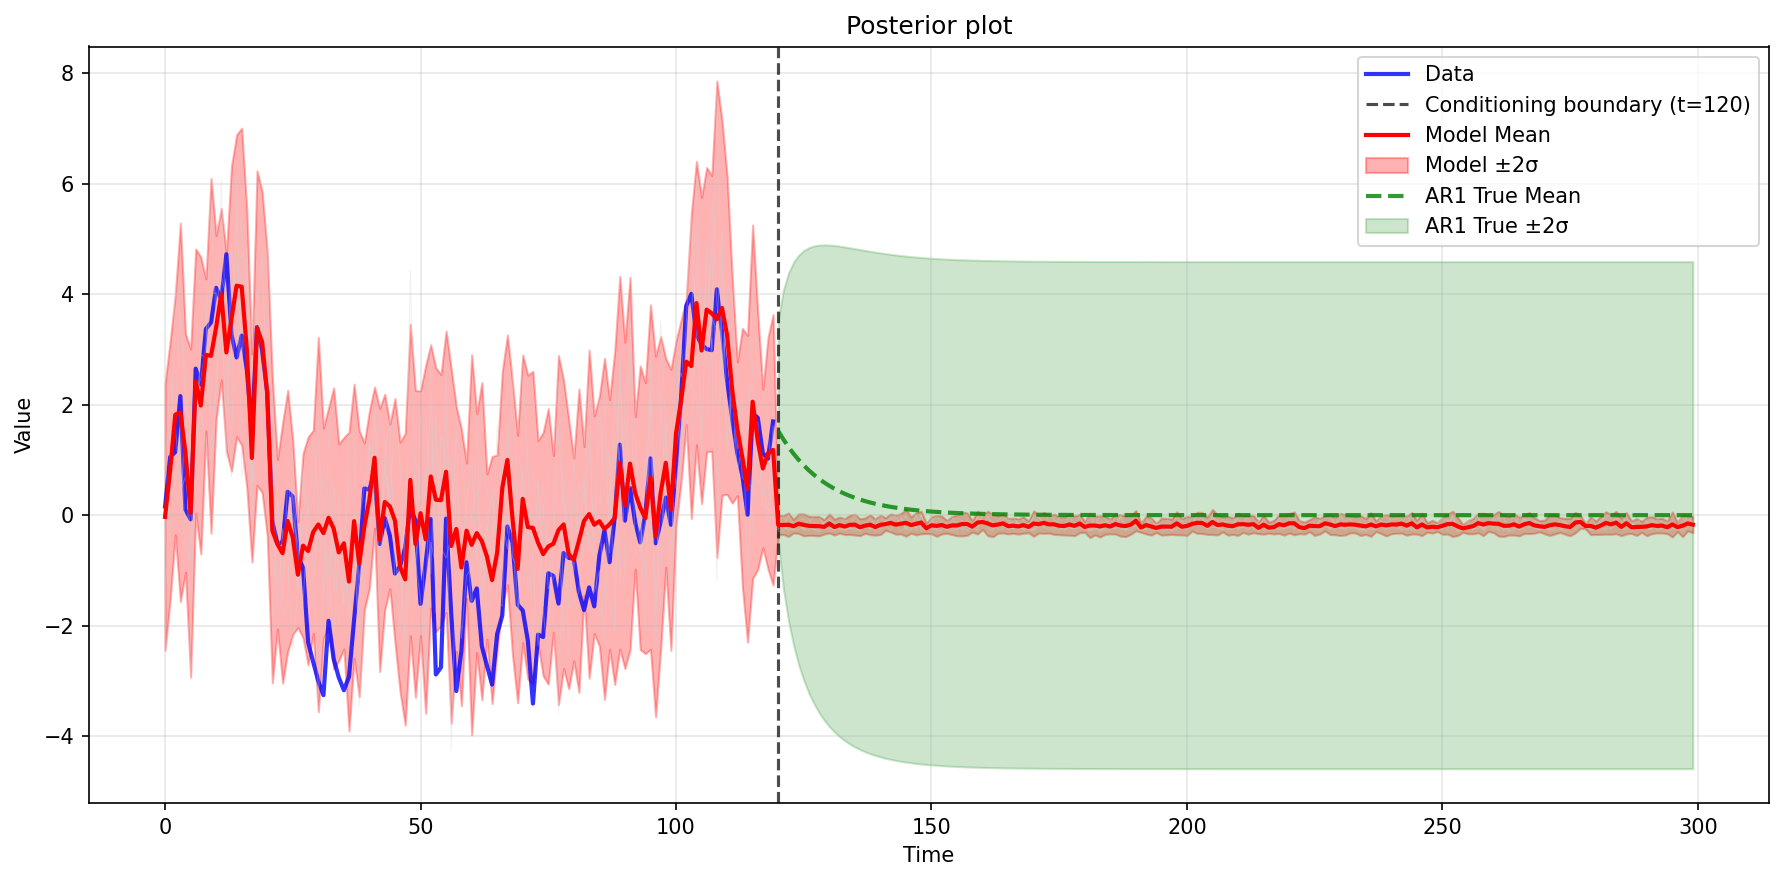 Posterior plot
Data
Conditioning boundary (t=120)
Model Mean
Model ±2σ
AR1 True Mean
AR1 True ±2σ
Value
8
6
4
2
0
−2
−4
0
50
100
150
200
250
300
Time